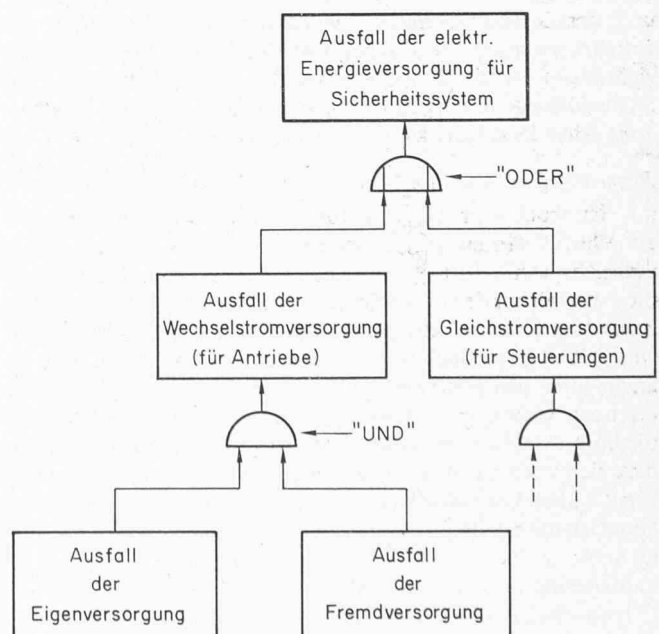 Ausfall der elektr.
Energieversorgung für
Sicherheitssystem
"ODER"
Ausfall der
Wechselstromversorgung
(für Antriebe)
Ausfall der
Gleichstromversorgung
(für Steuerungen)
"UND"
Ausfall
der
Eigenversorgung
Ausfall
der
Fremdversorgung